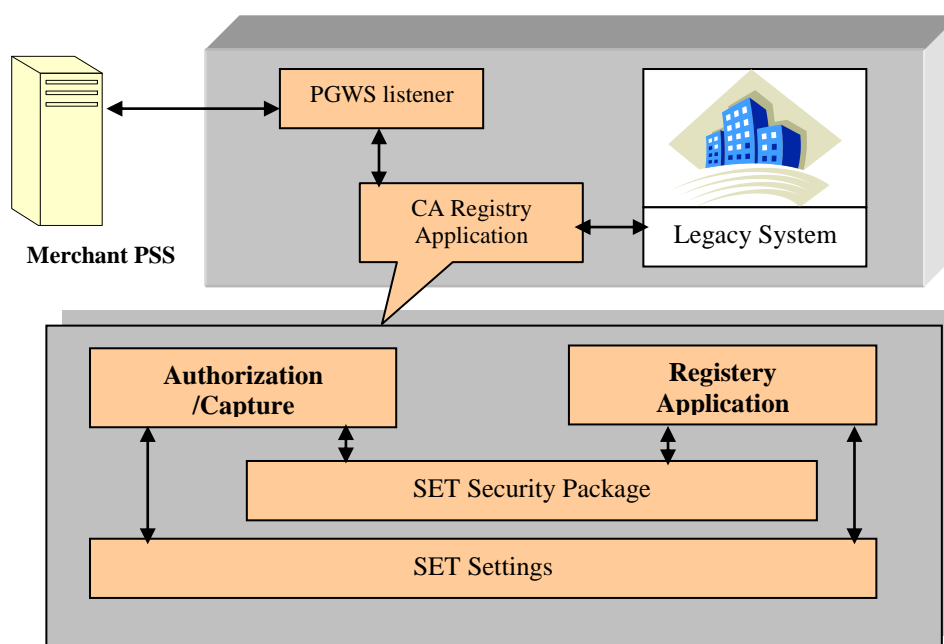 PGWS listener
CA Registry
Application
Legacy System
Merchant PSS
Authorization
/Capture
Registery
Application
SET Security Package
SET Settings